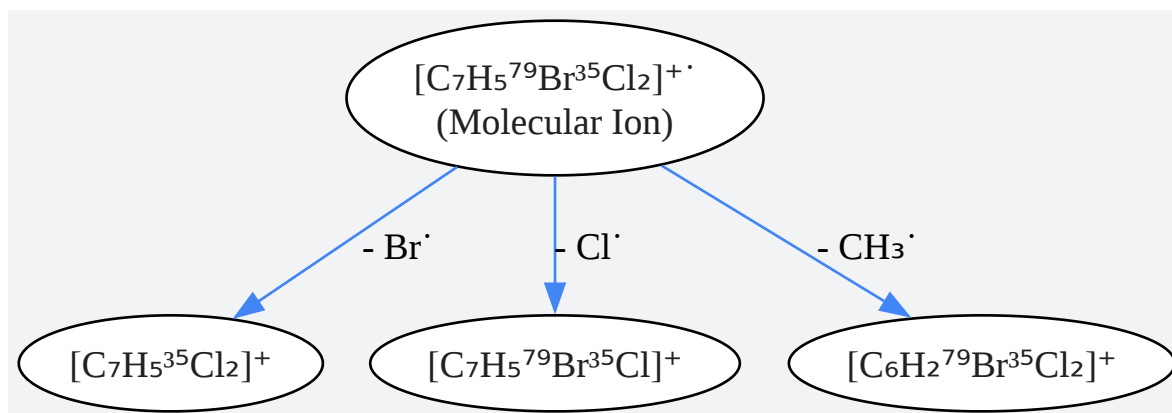 [C₇H₅⁷⁹Br³⁵Cl₂]⁺˙
(Molecular Ion)
- Br˙
- Cl˙
- CH₃˙
[C₇H₅³⁵Cl₂]⁺
[C₇H₅⁷⁹Br³⁵Cl]⁺
[C₆H₂⁷⁹Br³⁵Cl₂]⁺